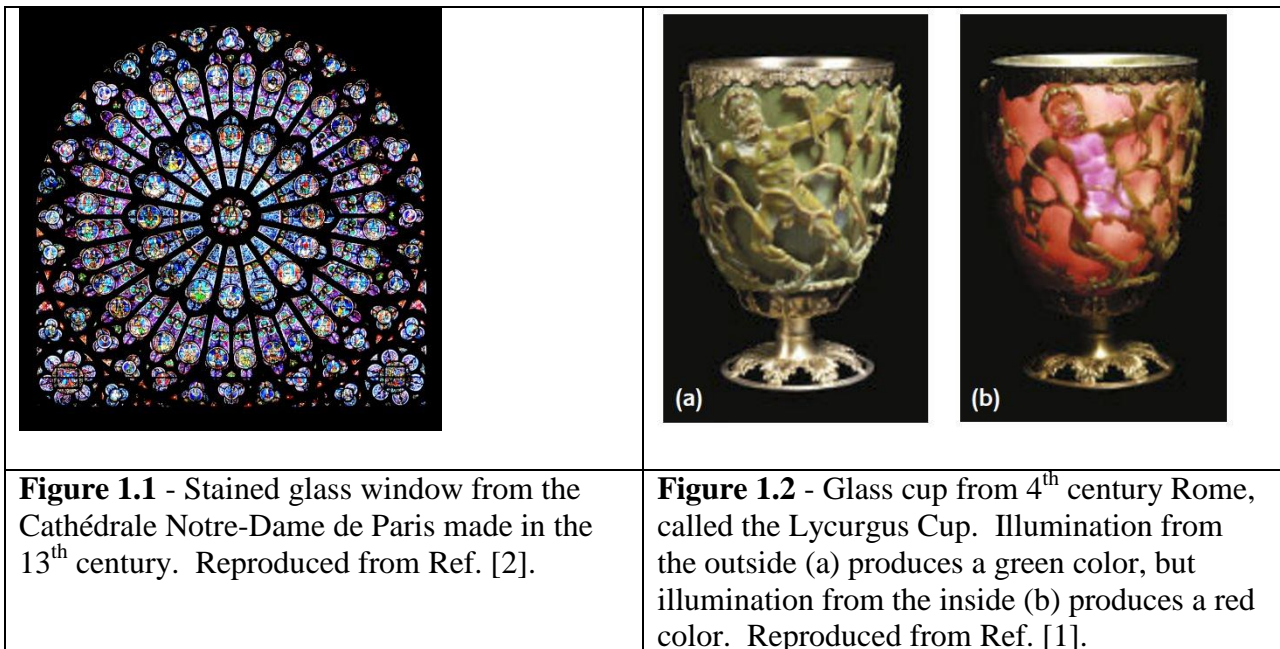 (a)
(b)
Figure 1.1 - Stained glass window from the
Cathédrale Notre-Dame de Paris made in the
13th century. Reproduced from Ref. [2].
Figure 1.2 - Glass cup from 4th century Rome,
called the Lycurgus Cup. Illumination from
the outside (a) produces a green color, but
illumination from the inside (b) produces a red
color. Reproduced from Ref. [1].